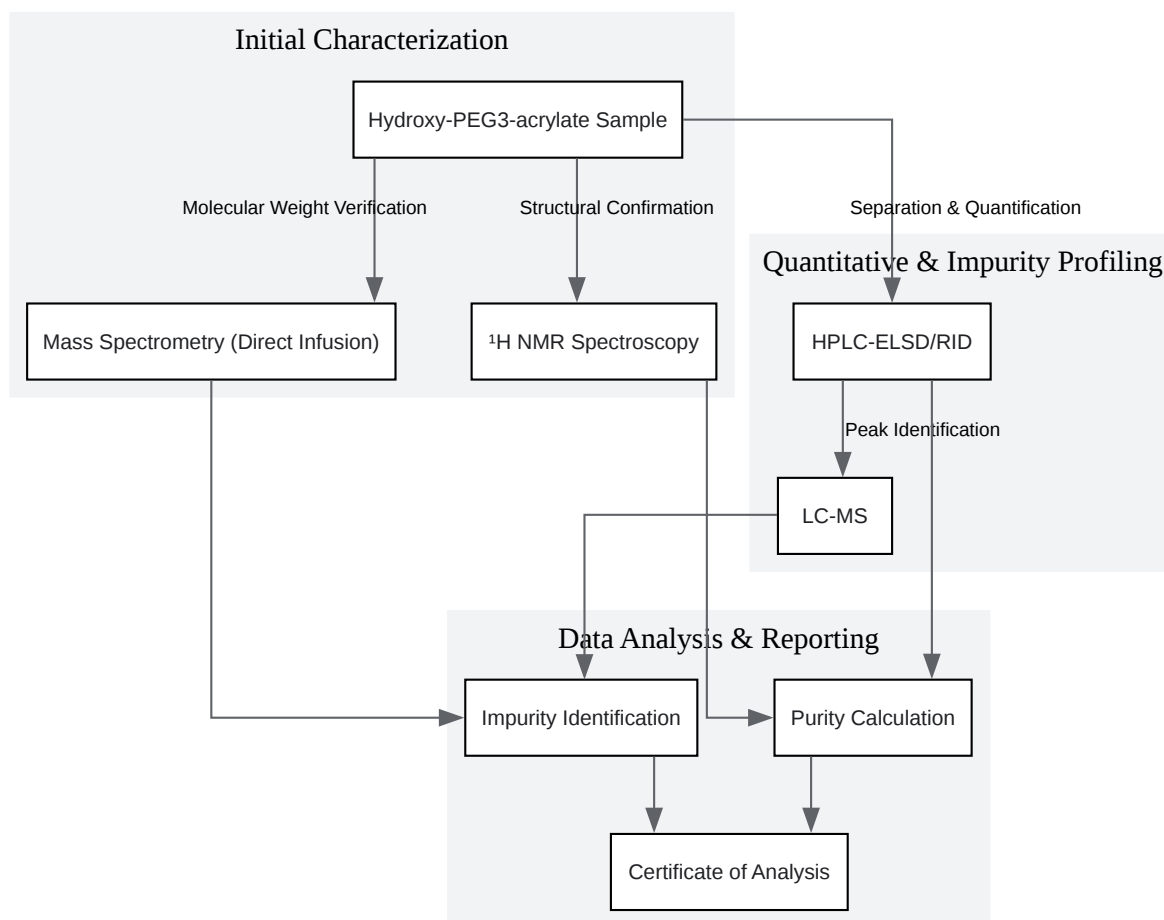 Initial Characterization
Hydroxy-PEG3-acrylate Sample
Molecular Weight Verification
Structural Confirmation
Separation & Quantification
Quantitative & Impurity Profiling
Mass Spectrometry (Direct Infusion)
¹H NMR Spectroscopy
HPLC-ELSD/RID
Peak Identification
LC-MS
Data Analysis & Reporting
Impurity Identification
Purity Calculation
Certificate of Analysis